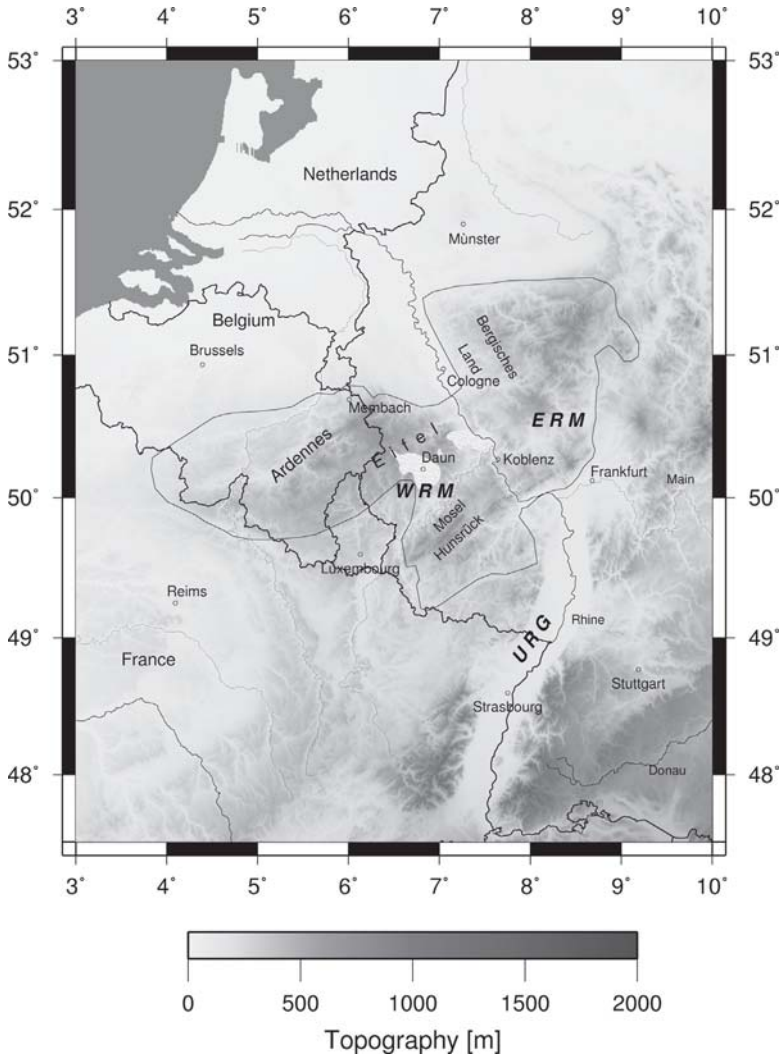 3° 4° 5° 6° 7° 8° 9° 10°
53° 53°
Netherlands
52° 52°
Mùnster
Belgium
Bergisches
Land
51° 51°
Brussels
Cologne
Membach
ERM
Eifel
Ardennes
Daun
Koblenz
Frankfurt
Main
50° 50°
WRM
Mosel
Hunsrück
Luxembourg
Reims
49° 49°
Rhine
URG
France
Stuttgart
Strasbourg
48° 48°
Donau
3° 4° 5° 6° 7° 8° 9° 10°
0 500 1000 1500 2000
Topography [m]